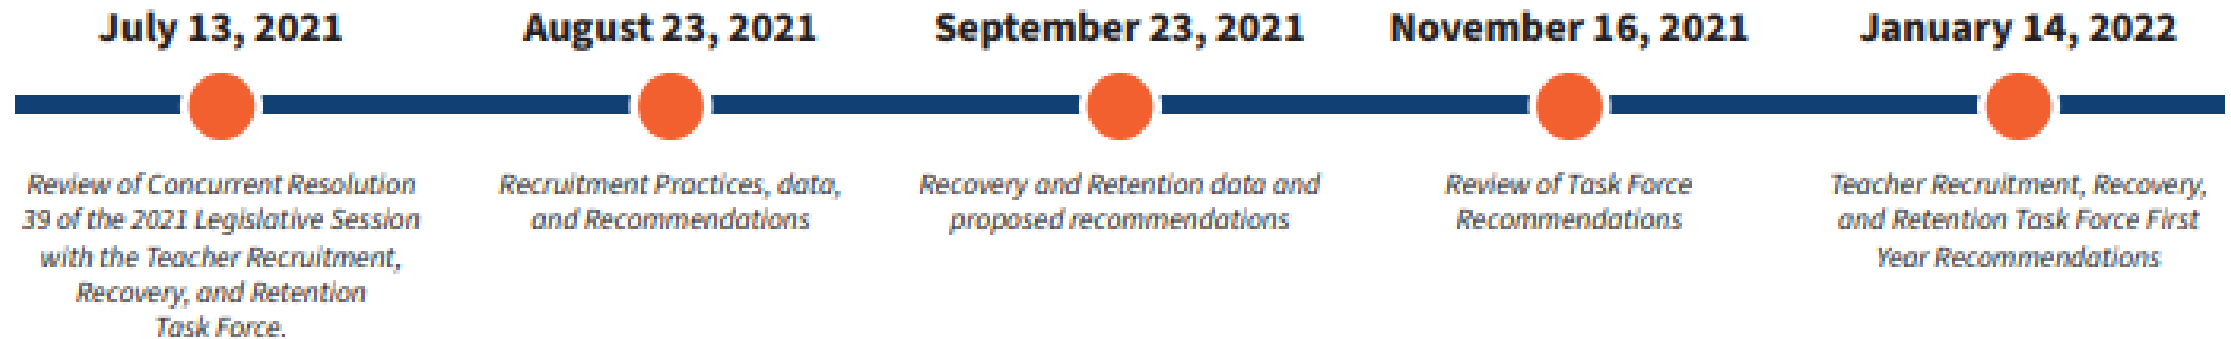 July 13, 2021
Review of Concurrent Resolution
39 of the 2021 Legislative Session
with the Teacher Recruitment,
Recovery, and Retention
Task Force.
August 23, 2021
Recruitment Practices, data,
and Recommendations
September 23, 2021
Recovery and Retention data and
proposed recommendations
November 16, 2021
Review of Task Force
Recommendations
January 14, 2022
Teacher Recruitment, Recovery,
and Retention Task Force First
Year Recommendations